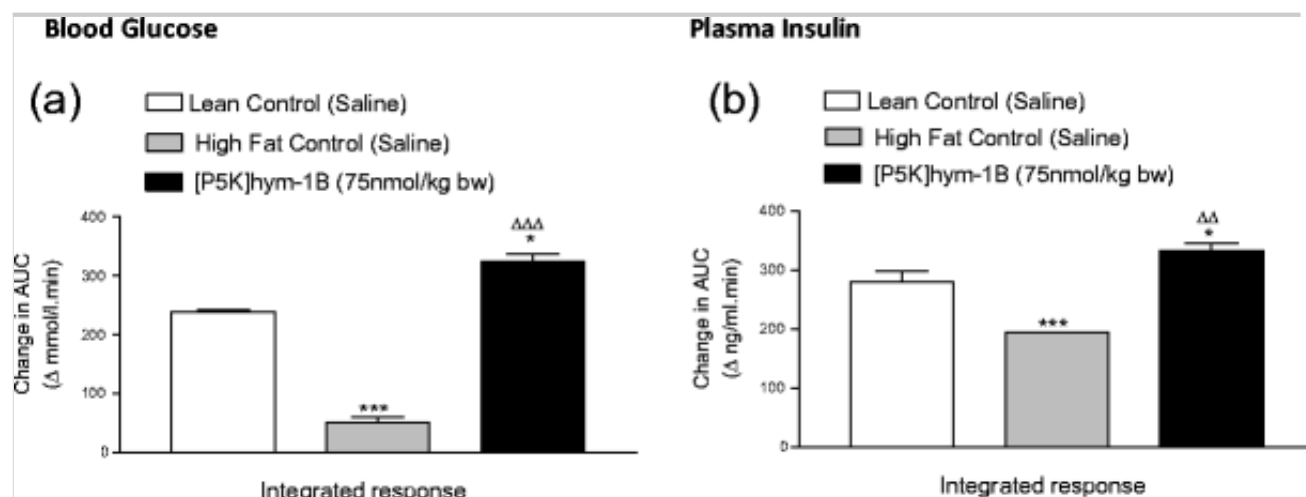 Blood Glucose
Plasma Insulin
(a)
Lean Control (Saline)
High Fat Control (Saline)
[P5K]hym-1B (75nmol/kg bw)
Change in AUC
(Δ mmol/l.min)
400
300
200
100
0
***
ΔΔΔ
*
Integrated response
(b)
Lean Control (Saline)
High Fat Control (Saline)
[P5K]hym-1B (75nmol/kg bw)
Change in AUC
(Δ ng/ml.min)
400
300
200
100
0
***
ΔΔ
*
Integrated response